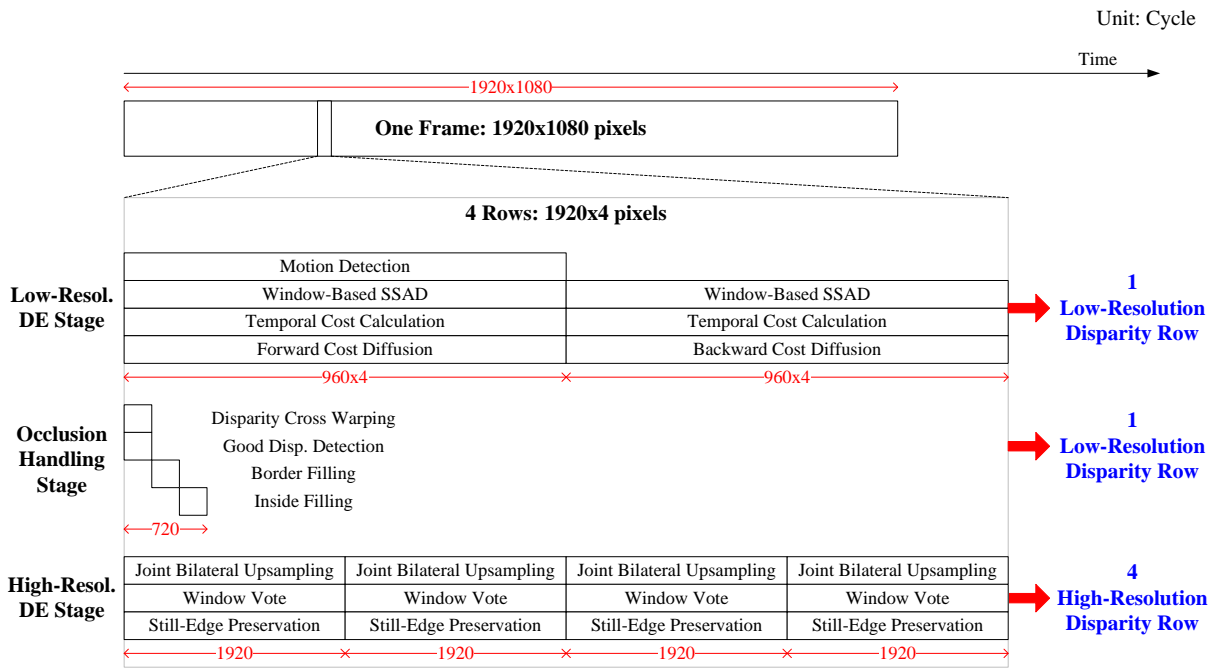 Unit: Cycle
Time
1920x1080
One Frame: 1920x1080 pixels
4 Rows: 1920x4 pixels
Low-Resol.
DE Stage
Motion Detection
Window-Based SSAD
Window-Based SSAD
Temporal Cost Calculation
Temporal Cost Calculation
Forward Cost Diffusion
Backward Cost Diffusion
960x4
960x4
1
Low-Resolution
Disparity Row
Occlusion
Handling
Stage
Disparity Cross Warping
Good Disp. Detection
Border Filling
Inside Filling
720
1
Low-Resolution
Disparity Row
High-Resol.
DE Stage
Joint Bilateral Upsampling
Joint Bilateral Upsampling
Joint Bilateral Upsampling
Joint Bilateral Upsampling
Window Vote
Window Vote
Window Vote
Window Vote
Still-Edge Preservation
Still-Edge Preservation
Still-Edge Preservation
Still-Edge Preservation
1920
1920
1920
1920
4
High-Resolution
Disparity Row